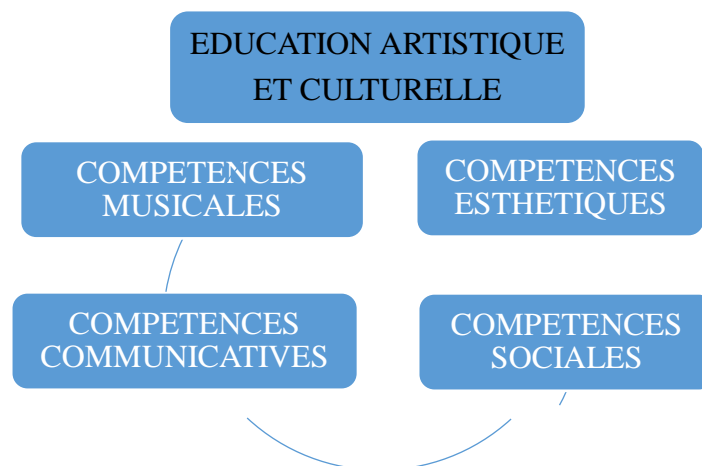 EDUCATION ARTISTIQUE
ET CULTURELLE
COMPETENCES
MUSICALES
COMPETENCES
ESTHETIQUES
COMPETENCES
COMMUNICATIVES
COMPETENCES
SOCIALES